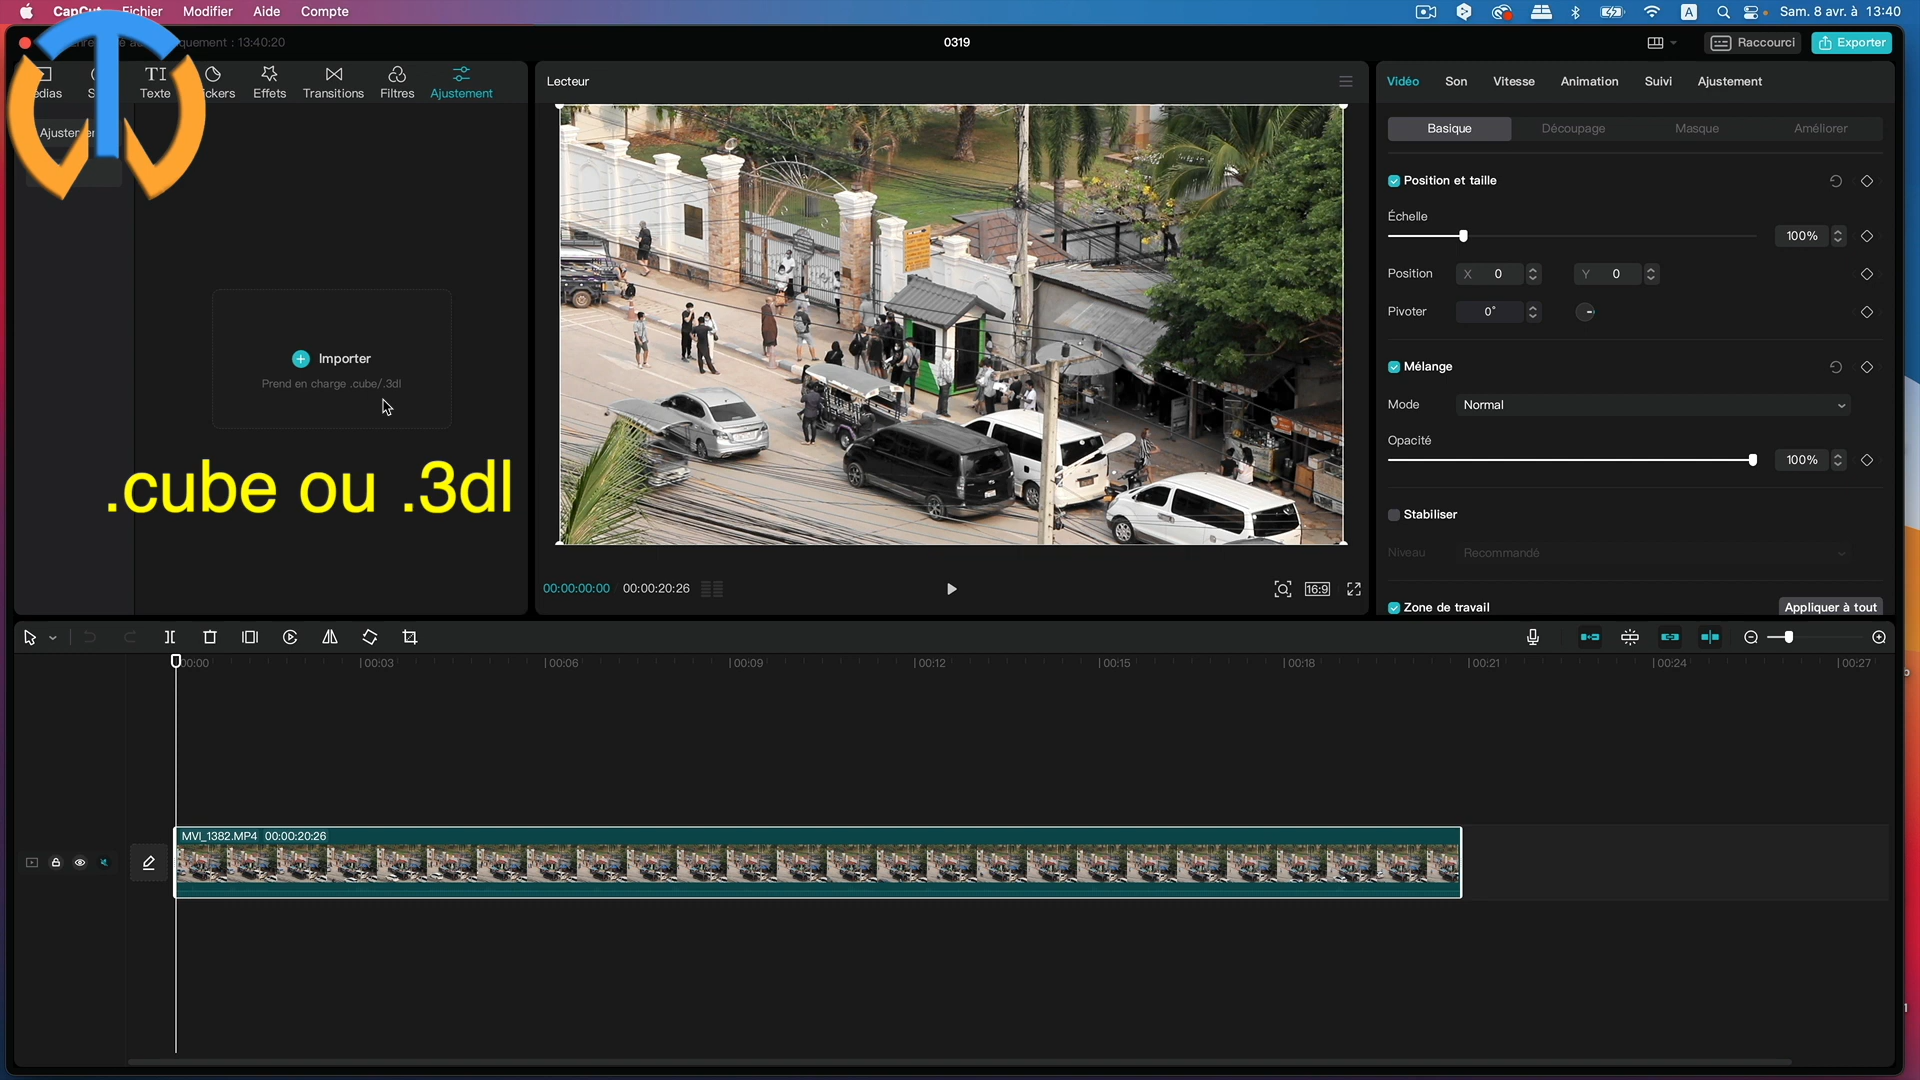 CapCut Fichier Modifier Aide Compte
A
Sam. 8 avr. à 13:40
quement : 13:40:20
0319
Raccourci
Exporter
Texte
Effets
Transitions
Filtres
Ajustement
Importer
Prend en charge .cube/.3dl
.cube ou .3dl
Lecteur
00:00:00:00 00:00:20:26
16:9
Vidéo Son Vitesse Animation Suivi Ajustement
Basique Découpage Masque Améliorer
Position et taille
Échelle
100%
Position X 0 Y 0
Pivoter 0°
Mélange
Mode Normal
Opacité
100%
Stabiliser
Niveau Recommandé
Zone de travail
Appliquer à tout
00:00 00:03 00:06 00:09 00:12 00:15 00:18 00:21 00:24 00:27
MVI_1382.MP4 00:00:20:26